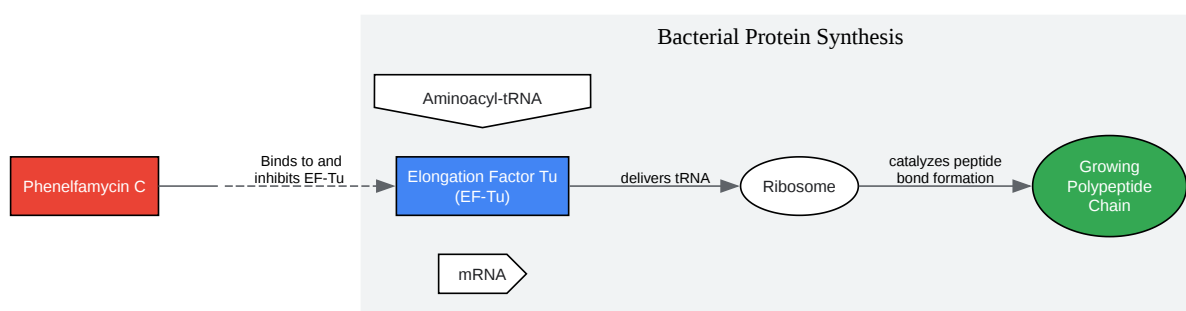 Bacterial Protein Synthesis
Aminoacyl-tRNA
Phenelfamycin C
Binds to and
inhibits EF-Tu
Elongation Factor Tu
(EF-Tu)
delivers tRNA
Ribosome
catalyzes peptide
bond formation
Growing
Polypeptide
Chain
mRNA